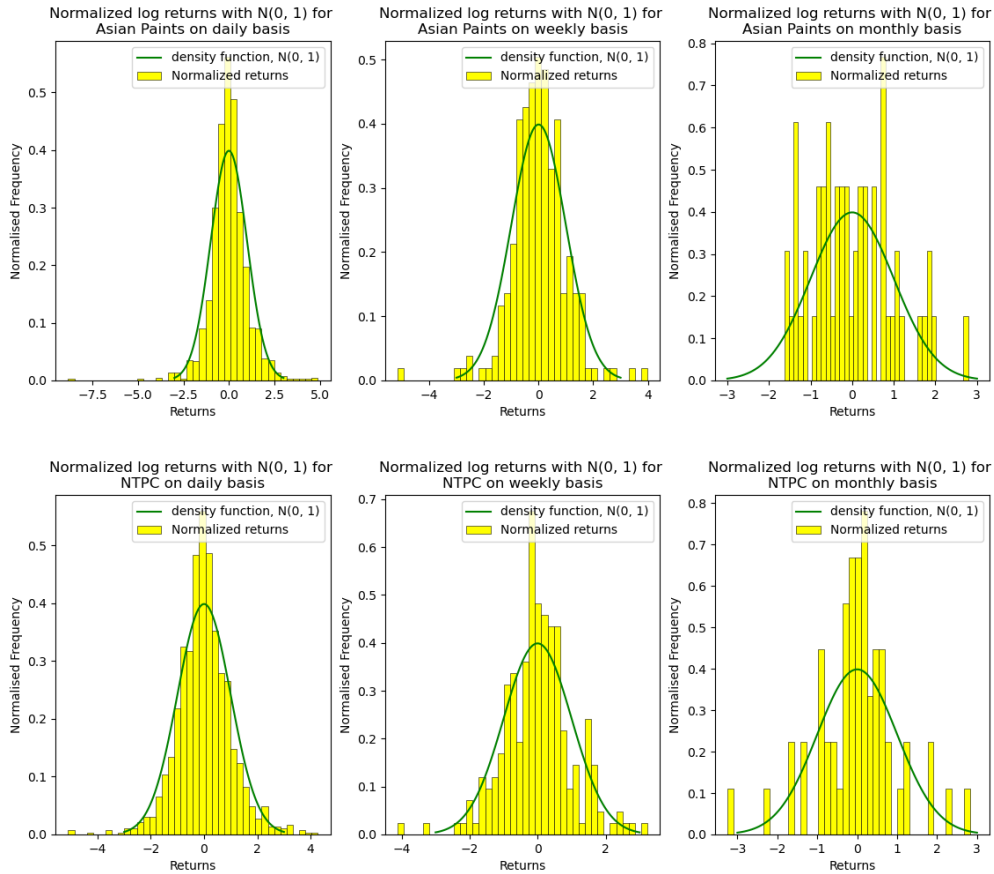 Normalized log returns with N(0, 1) for
Asian Paints on daily basis
density function, N(0, 1)
Normalized returns
Normalised Frequency
0.5
0.4
0.3
0.2
0.1
0.0
−7.5 −5.0 −2.5 0.0 2.5 5.0
Returns
Normalized log returns with N(0, 1) for
Asian Paints on weekly basis
density function, N(0, 1)
Normalized returns
Normalised Frequency
0.5
0.4
0.3
0.2
0.1
0.0
−4 −2 0 2 4
Returns
Normalized log returns with N(0, 1) for
Asian Paints on monthly basis
density function, N(0, 1)
Normalized returns
Normalised Frequency
0.8
0.7
0.6
0.5
0.4
0.3
0.2
0.1
0.0
−3 −2 −1 0 1 2 3
Returns
Normalized log returns with N(0, 1) for
NTPC on daily basis
density function, N(0, 1)
Normalized returns
Normalised Frequency
0.5
0.4
0.3
0.2
0.1
0.0
−4 −2 0 2 4
Returns
Normalized log returns with N(0, 1) for
NTPC on weekly basis
density function, N(0, 1)
Normalized returns
Normalised Frequency
0.7
0.6
0.5
0.4
0.3
0.2
0.1
0.0
−4 −2 0 2
Returns
Normalized log returns with N(0, 1) for
NTPC on monthly basis
density function, N(0, 1)
Normalized returns
Normalised Frequency
0.8
0.7
0.6
0.5
0.4
0.3
0.2
0.1
0.0
−3 −2 −1 0 1 2 3
Returns